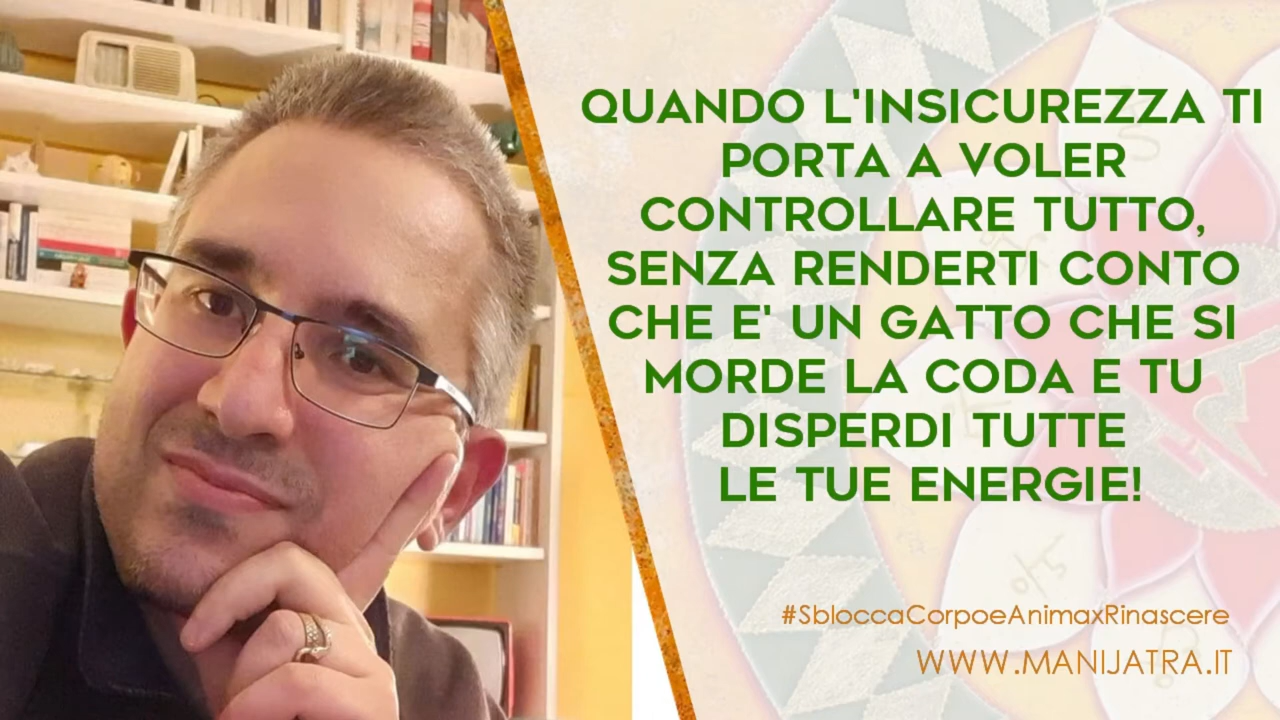 QUANDO L'INSICUREZZA TI
PORTA A VOLER
CONTROLLARE TUTTO,
SENZA RENDERTI CONTO
CHE E' UN GATTO CHE SI
MORDE LA CODA E TU
DISPERDI TUTTE
LE TUE ENERGIE!
#SbloccaCorpoeAnimaxRinascere
WWW.MANIJATRA.IT